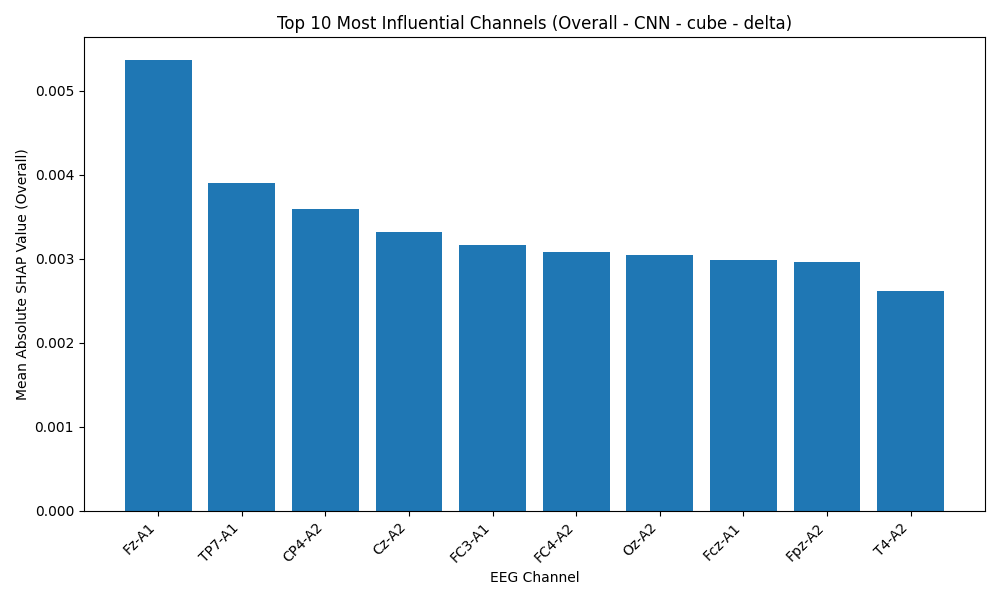 Top 10 Most Influential Channels (Overall - CNN - cube - delta)
Mean Absolute SHAP Value (Overall)
0.005
0.004
0.003
0.002
0.001
0.000
Fz-A1
TP7-A1
CP4-A2
Cz-A2
FC3-A1
FC4-A2
Oz-A2
Fcz-A1
Fpz-A2
T4-A2
EEG Channel